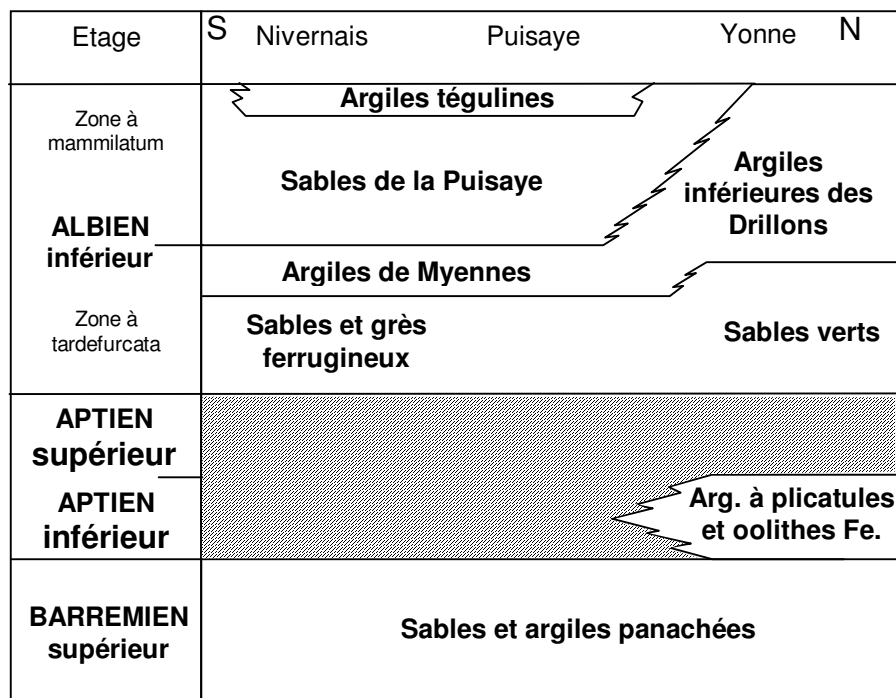 Etage
S Nivernais Puisaye Yonne N
Argiles tégulines
Zone à
mammilatum
Sables de la Puisaye
Argiles
inférieures des
Drillons
ALBIEN
inférieur
Argiles de Myennes
Zone à
tardefurcata
Sables et grès
ferrugineux
Sables verts
APTIEN
supérieur
APTIEN
inférieur
Arg. à plicatules
et oolithes Fe.
BARREMIEN
supérieur
Sables et argiles panachées